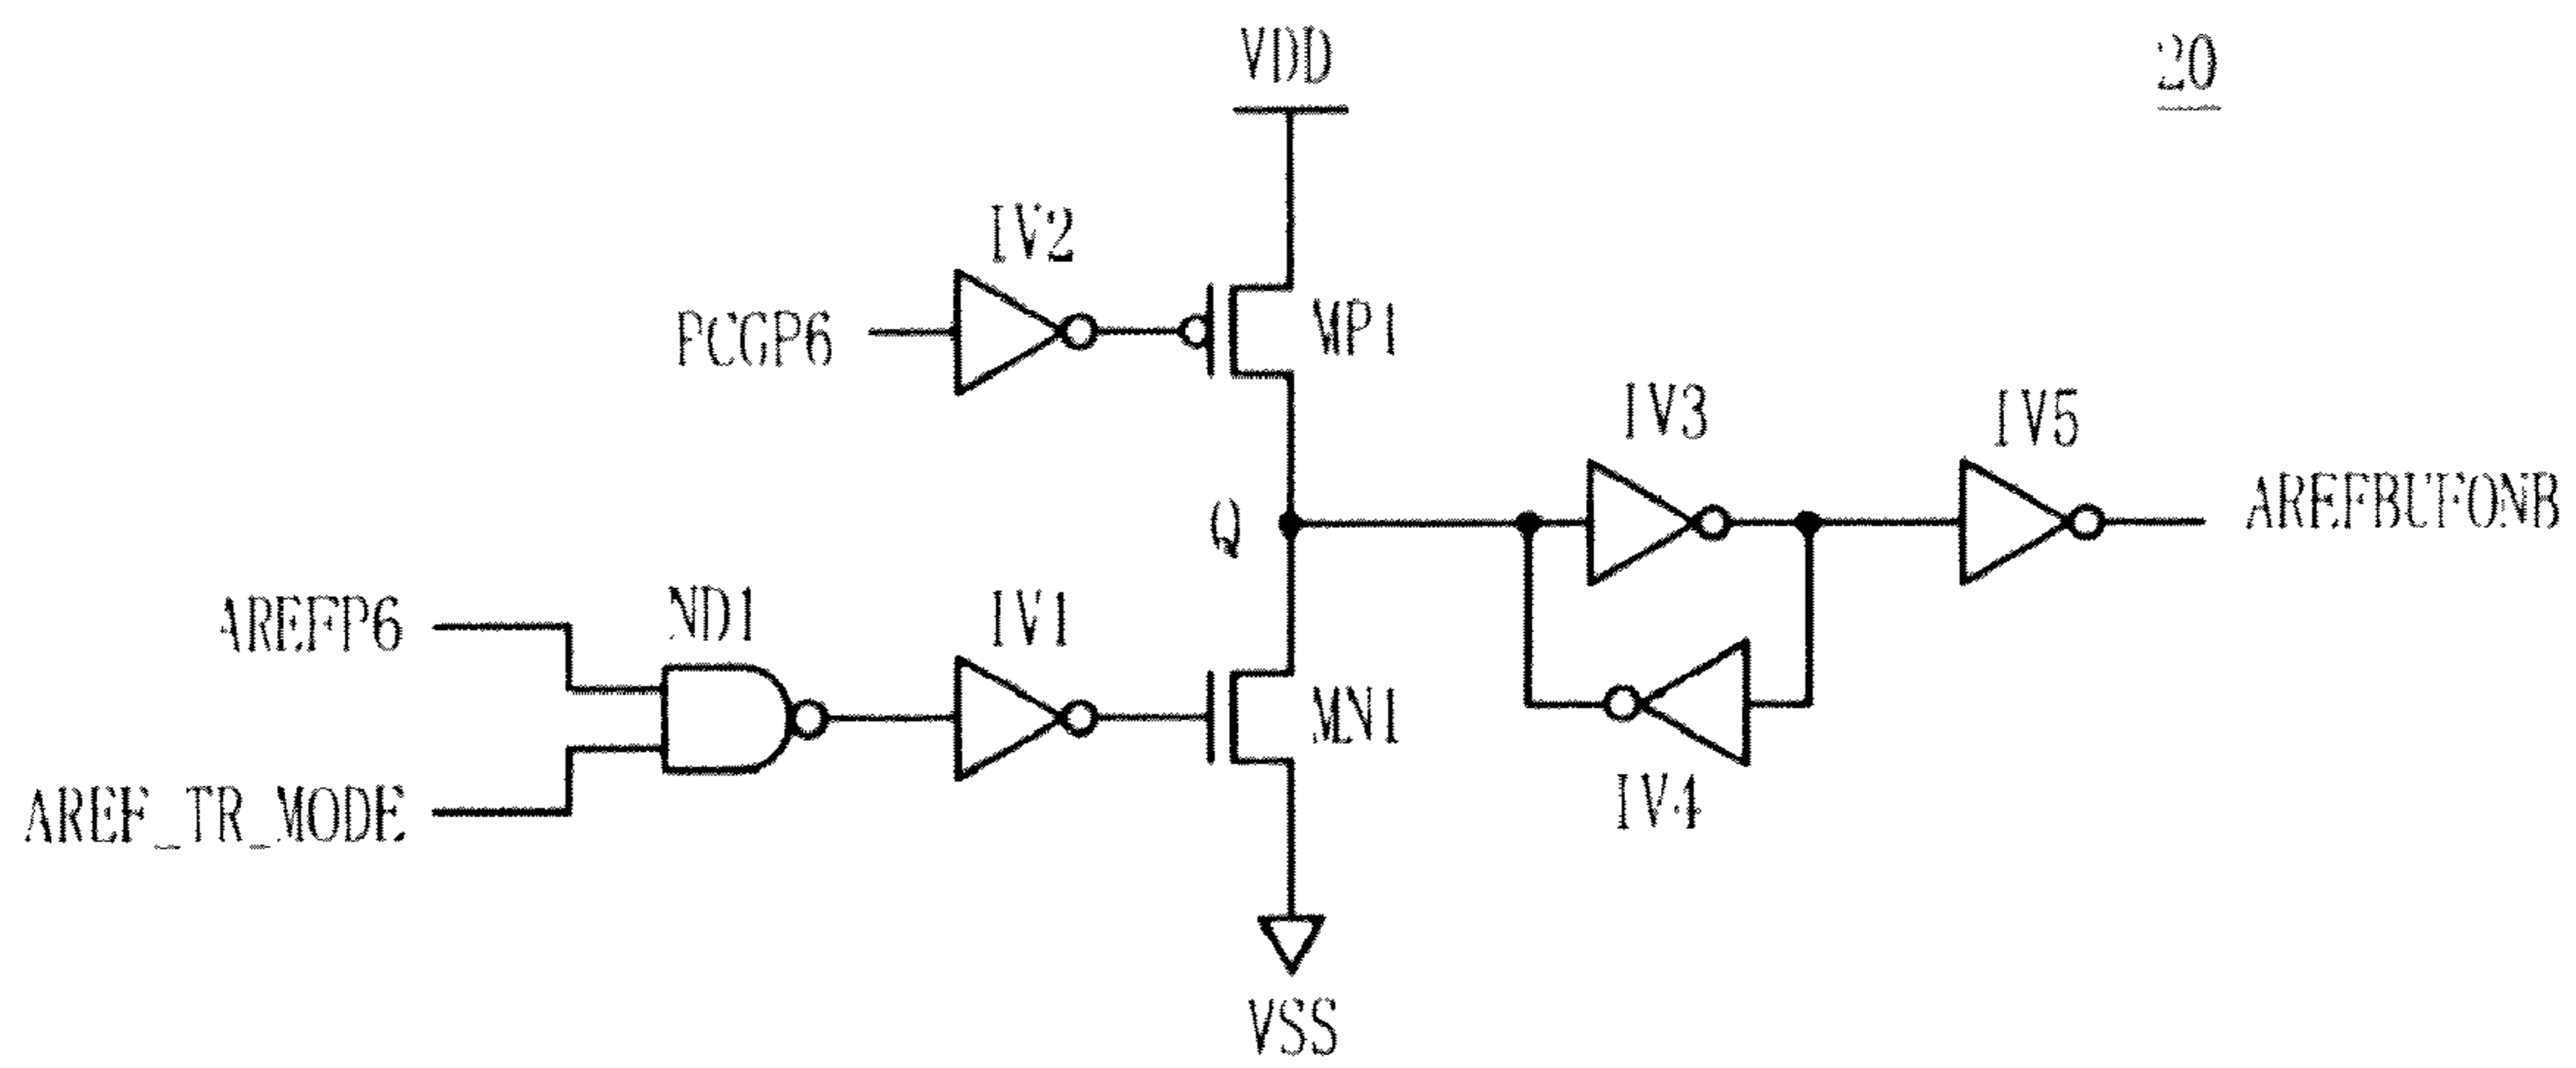 VDD
20
IV2
PCGP6
MP1
IV3
IV5
Q
AREFBUFONB
AREFP6
ND1
IV1
MN1
AREF_TR_MODE
IV4
VSS